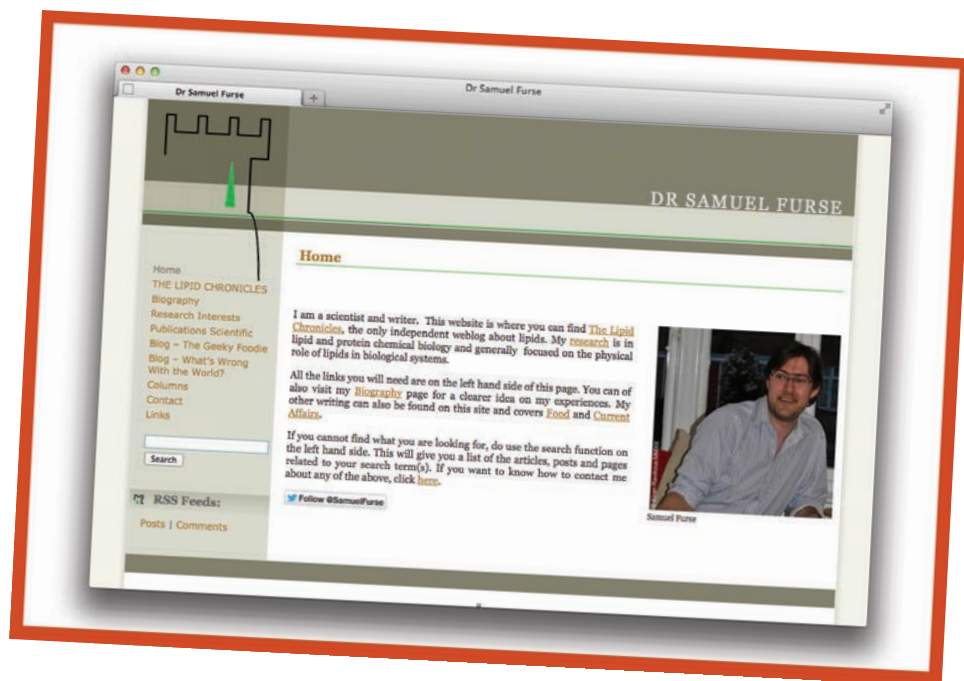 Dr Samuel Furse
Dr Samuel Furse
DR SAMUEL FURSE
Home
THE LIPID CHRONICLES
Biography
Research Interests
Publications Scientific
Blog – The Geeky Foodie
Blog – What's Wrong
With the World?
Columns
Contact
Links
Search
RSS Feeds:
Posts | Comments
Home
I am a scientist and writer. This website is where you can find The Lipid
Chronicles, the only independent weblog about lipids. My research is in
lipid and protein chemical biology and generally focused on the physical
role of lipids in biological systems.
All the links you will need are on the left hand side of this page. You can of
also visit my Biography page for a clearer idea on my experiences. My
other writing can also be found on this site and covers Food and Current
Affairs.
If you cannot find what you are looking for, do use the search function on
the left hand side. This will give you a list of the articles, posts and pages
related to your search term(s). If you want to know how to contact me
about any of the above, click here.
Follow @SamuelFurse
Samuel Furse